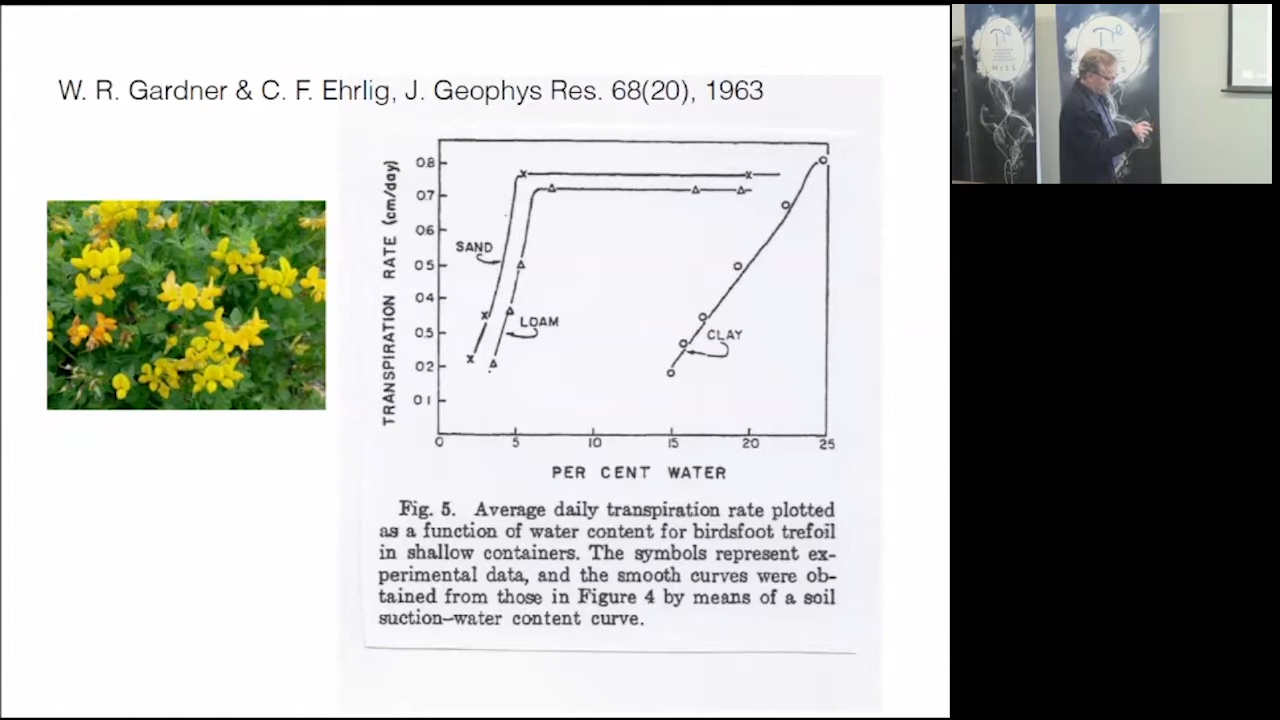 W. R. Gardner & C. F. Ehrlig, J. Geophys Res. 68(20), 1963
TRANSPIRATION RATE (cm/day)
0.8
0.7
0.6
0.5
0.4
0.3
0.2
0.1
SAND
LOAM
CLAY
0 5 10 15 20 25
PER CENT WATER
Fig. 5. Average daily transpiration rate plotted
as a function of water content for birdsfoot trefoil
in shallow containers. The symbols represent ex-
perimental data, and the smooth curves were ob-
tained from those in Figure 4 by means of a soil
suction–water content curve.